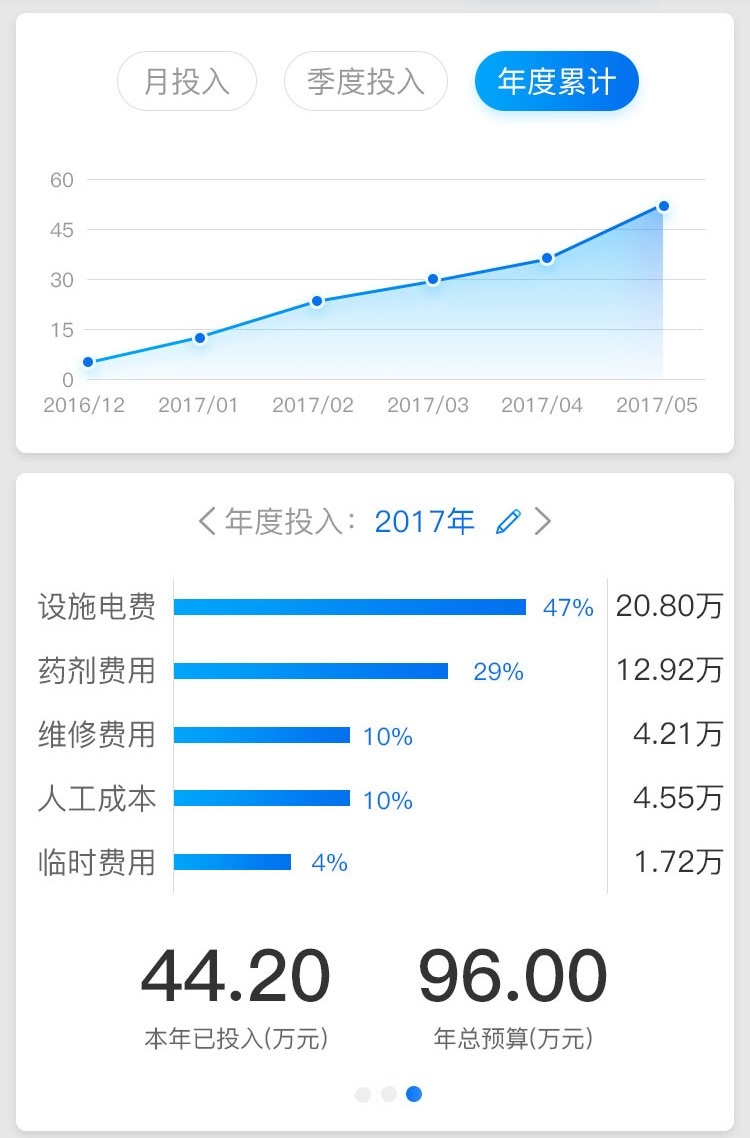 月投入 季度投入 年度累计
60
45
30
15
0
2016/12 2017/01 2017/02 2017/03 2017/04 2017/05
年度投入： 2017年
设施电费 47% 20.80万
药剂费用 29% 12.92万
维修费用 10% 4.21万
人工成本 10% 4.55万
临时费用 4% 1.72万
44.20 96.00
本年已投入(万元) 年总预算(万元)